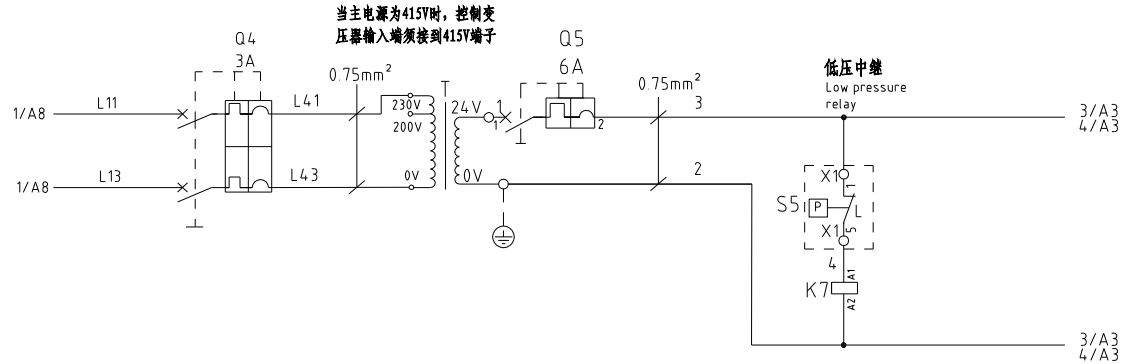 当主电源为415V时，控制变
压器输入端须接到415V端子
Q4
3A
Q5
6A
0.75mm²
0.75mm²
低压中继
Low pressure
relay
1/A8
L11
L41
230V
200V
24V
1
1
2
3
3/A3
4/A3
1/A8
L13
L43
0V
0V
2
X1
1
S5
P
L
X1
5
4
A1
K7
A2
3/A3
4/A3